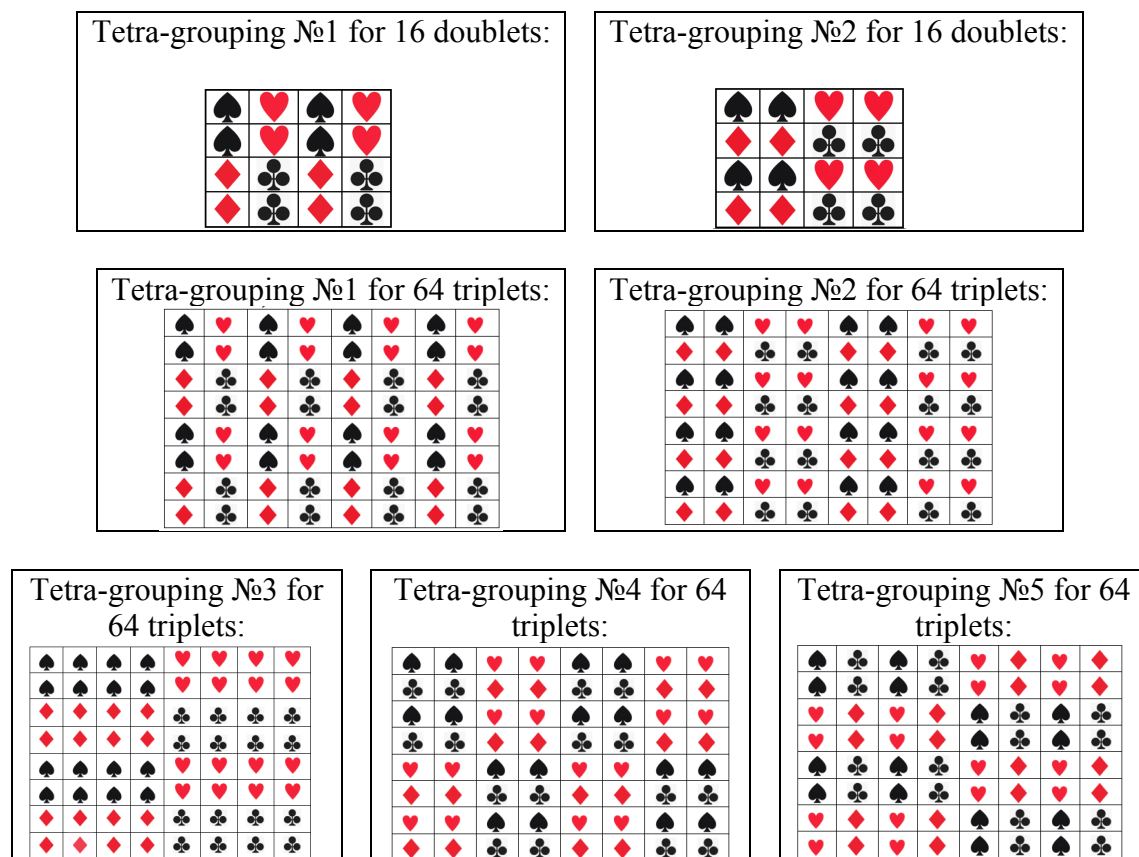 Tetra-grouping №1 for 16 doublets:
Tetra-grouping №2 for 16 doublets:
Tetra-grouping №1 for 64 triplets:
Tetra-grouping №2 for 64 triplets:
Tetra-grouping №3 for
64 triplets:
Tetra-grouping №4 for 64
triplets:
Tetra-grouping №5 for 64
triplets: